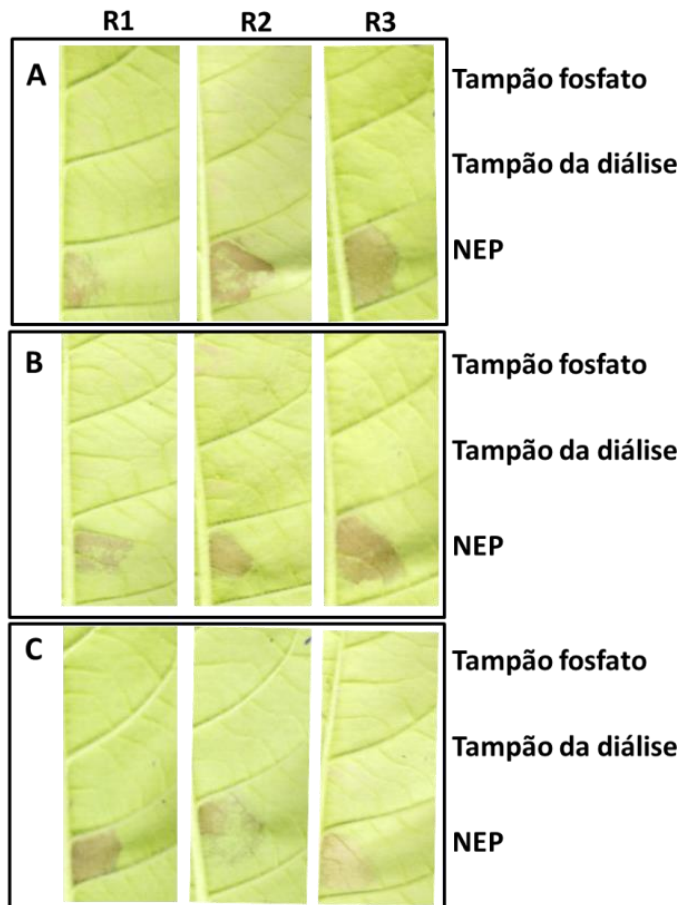 R1 R2 R3
A
Tampão fosfato
Tampão da diálise
NEP
B
Tampão fosfato
Tampão da diálise
NEP
C
Tampão fosfato
Tampão da diálise
NEP